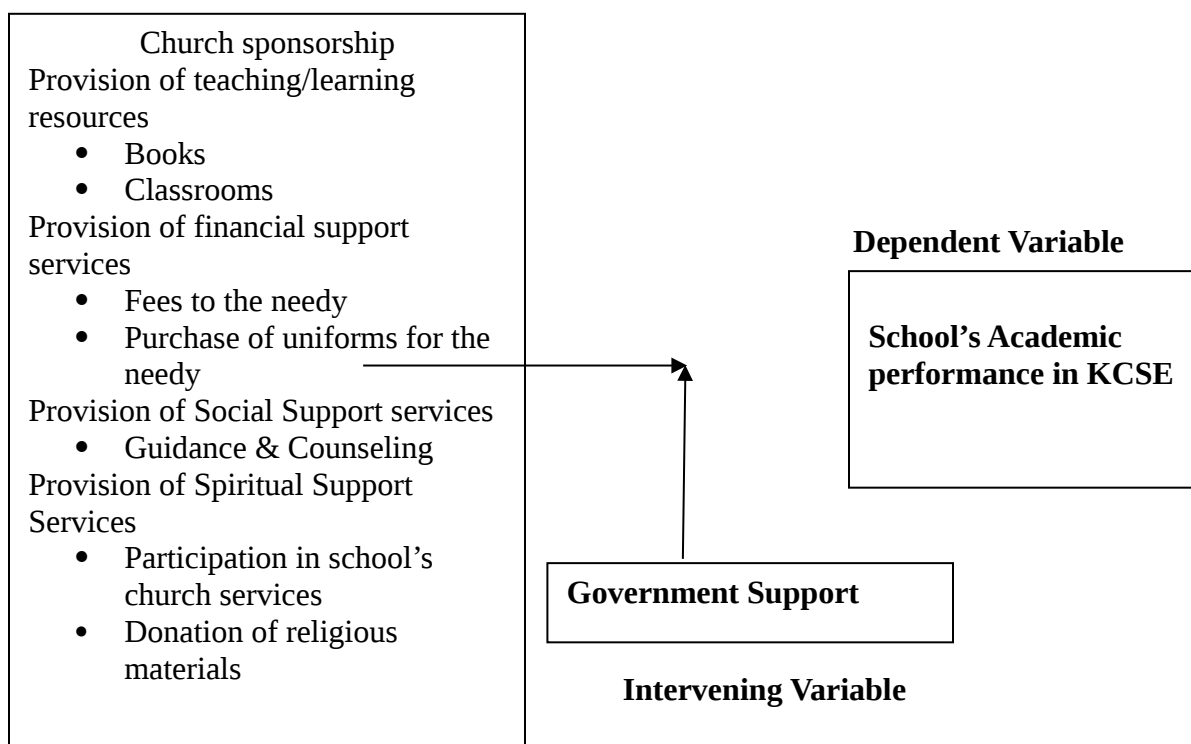 Church sponsorship
Provision of teaching/learning
resources
• Books
• Classrooms
Provision of financial support
services
• Fees to the needy
• Purchase of uniforms for the
needy
Provision of Social Support services
• Guidance & Counseling
Provision of Spiritual Support
Services
• Participation in school’s
church services
• Donation of religious
materials
Dependent Variable
School’s Academic
performance in KCSE
Government Support
Intervening Variable